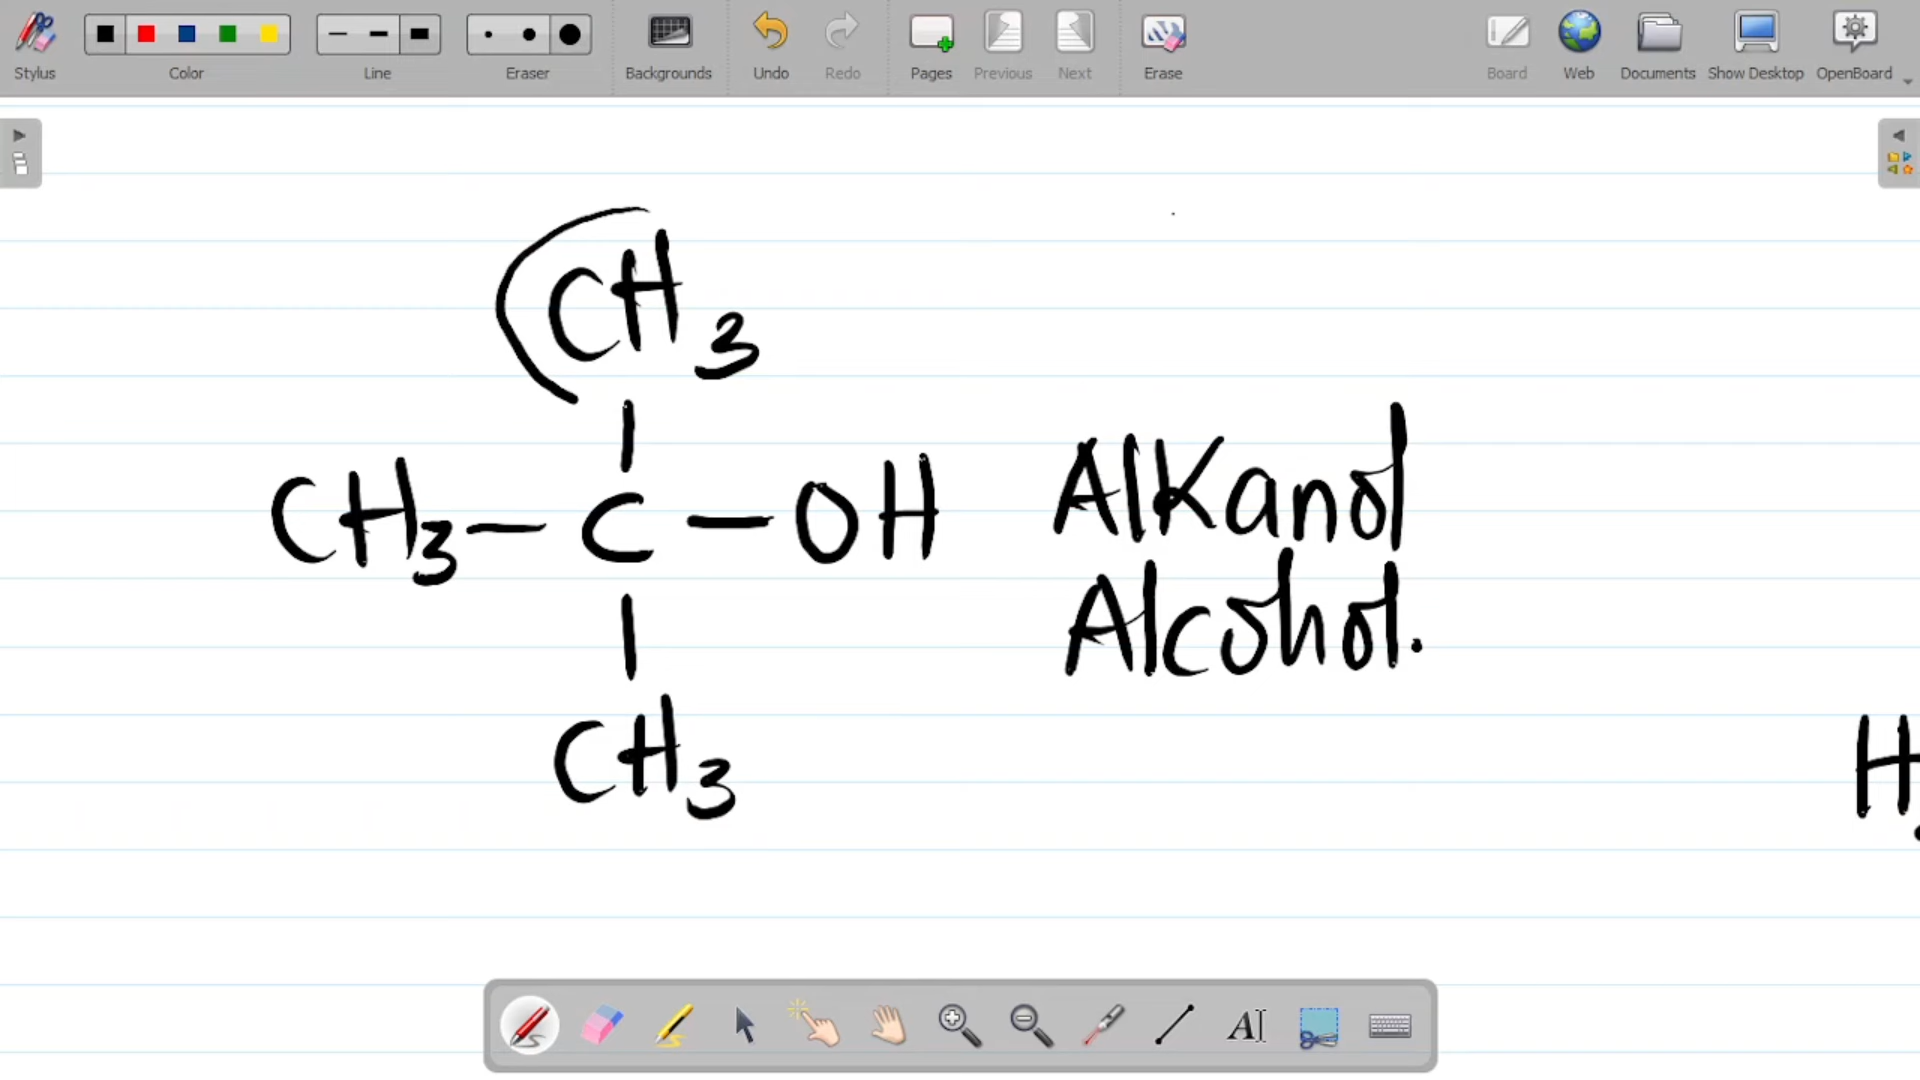 Stylus Color Line Eraser Backgrounds Undo Redo Pages Previous Next Erase Board Web Documents Show Desktop OpenBoard
CH3
CH3 – C – OH
CH3
Alkanol
Alcohol.
H
AI